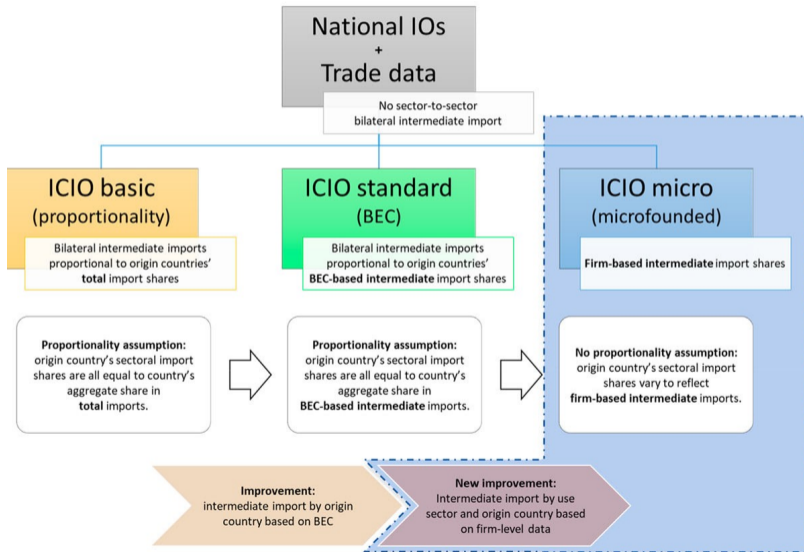 National IOs
+
Trade data
No sector-to-sector
bilateral intermediate import
ICIO basic
(proportionality)
Bilateral intermediate imports
proportional to origin countries'
total import shares
ICIO standard
(BEC)
Bilateral intermediate imports
proportional to origin countries'
BEC-based intermediate import shares
ICIO micro
(microfounded)
Firm-based intermediate import shares
Proportionality assumption:
origin country's sectoral import
shares are all equal to country's
aggregate share in
total imports.
Proportionality assumption:
origin country's sectoral import
shares are all equal to country's
aggregate share in
BEC-based intermediate imports.
No proportionality assumption:
origin country's sectoral import
shares vary to reflect
firm-based intermediate imports.
Improvement:
intermediate import by origin
country based on BEC
New improvement:
Intermediate import by use
sector and origin country based
on firm-level data